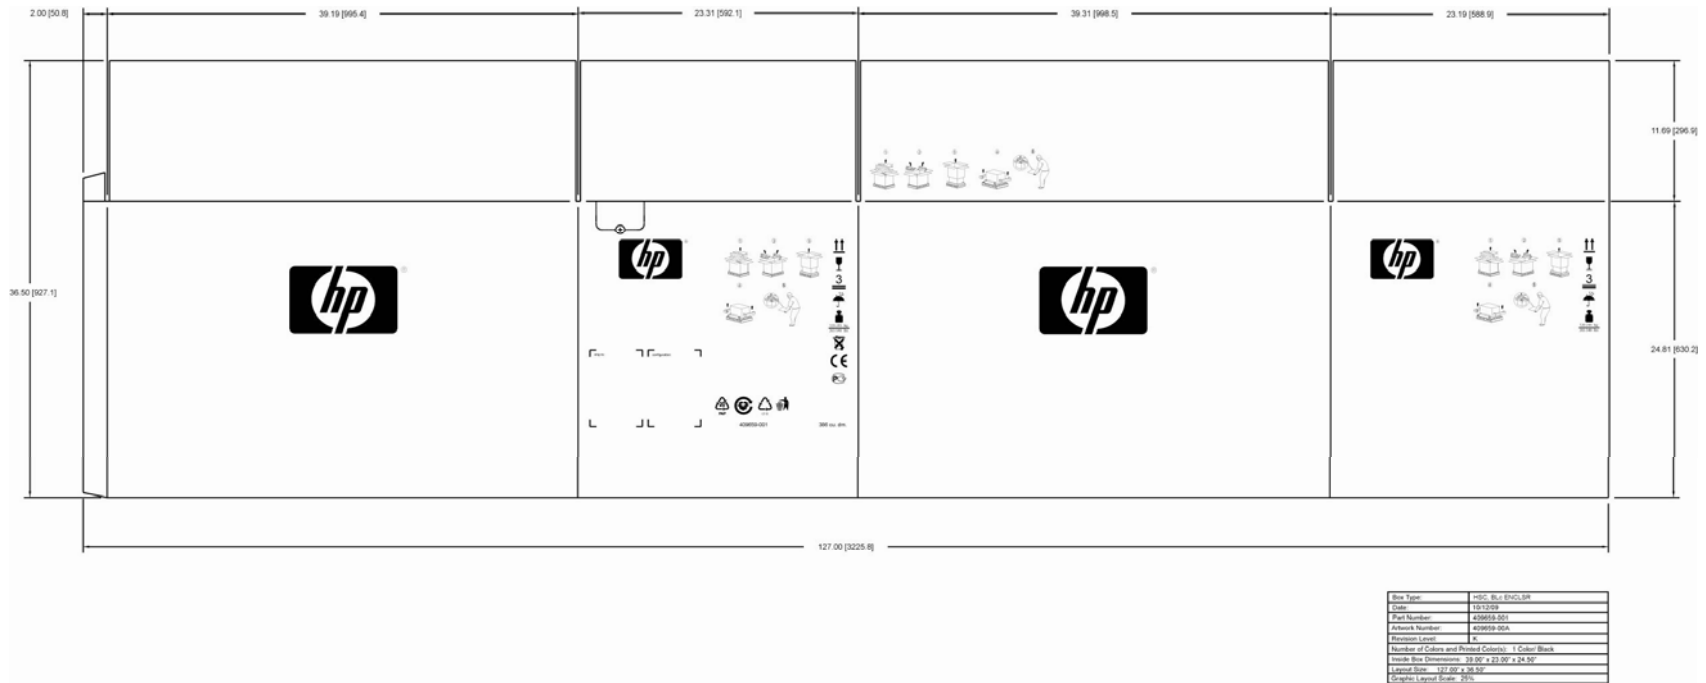 2.00 [50.8]
39.19 [995.4]
23.31 [592.1]
39.31 [998.5]
23.19 [588.9]
11.69 [296.9]
36.50 [927.1]
24.81 [630.2]
hp
hp
3
CE
409659-001
hp
hp
3
127.00 [3225.8]
Box Type: HSC, BLc ENCLSR
Date: 10/12/09
Part Number: 409659-001
Artwork Number: 409659-00A
Revision Level: K
Number of Colors and Printed Color(s): 1 Color/ Black
Inside Box Dimensions: 39.00" x 23.00" x 24.50"
Layout Size: 127.00" x 36.50"
Graphic Layout Scale: 25%